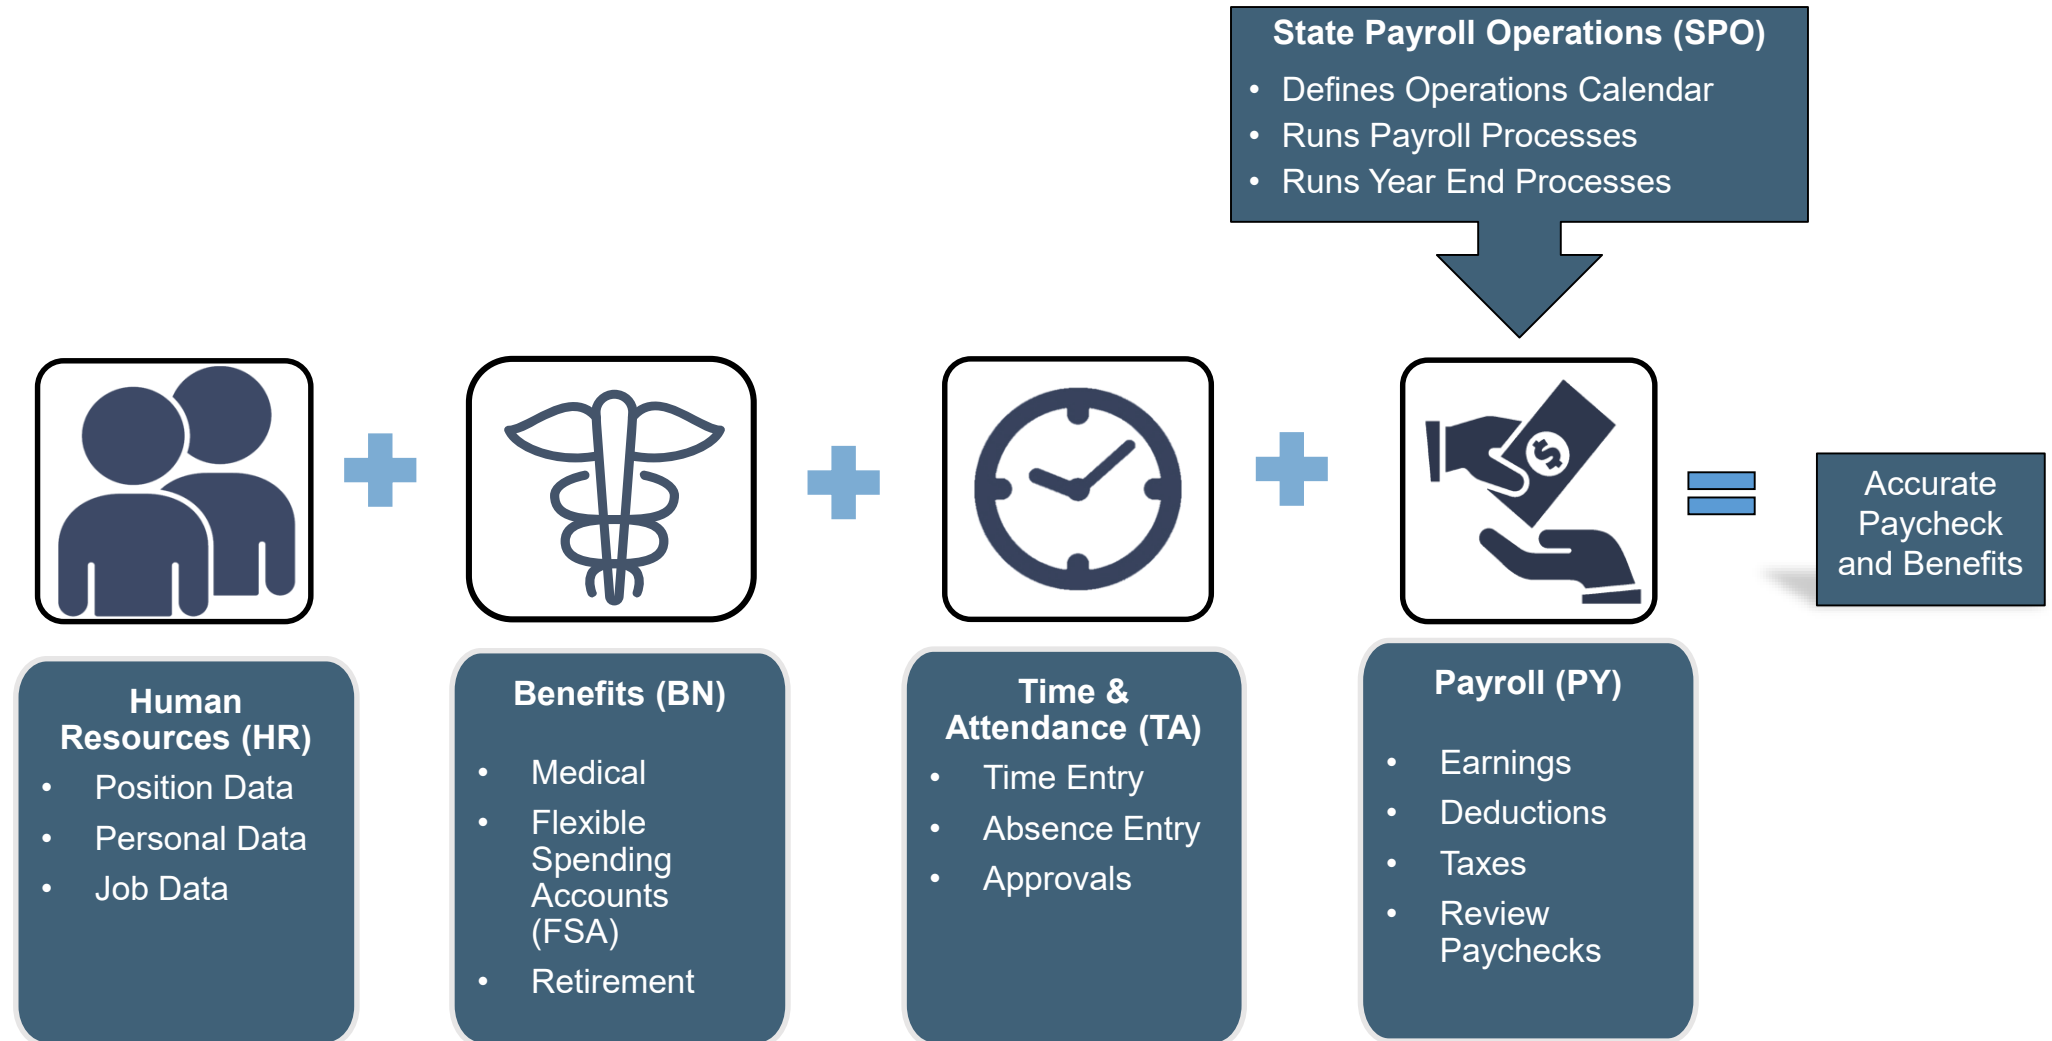 State Payroll Operations (SPO)
• Defines Operations Calendar
• Runs Payroll Processes
• Runs Year End Processes
$
Accurate
Paycheck
and Benefits
Human
Resources (HR)
• Position Data
• Personal Data
• Job Data
Benefits (BN)
• Medical
• Flexible
Spending
Accounts
(FSA)
• Retirement
Time &
Attendance (TA)
• Time Entry
• Absence Entry
• Approvals
Payroll (PY)
• Earnings
• Deductions
• Taxes
• Review
Paychecks